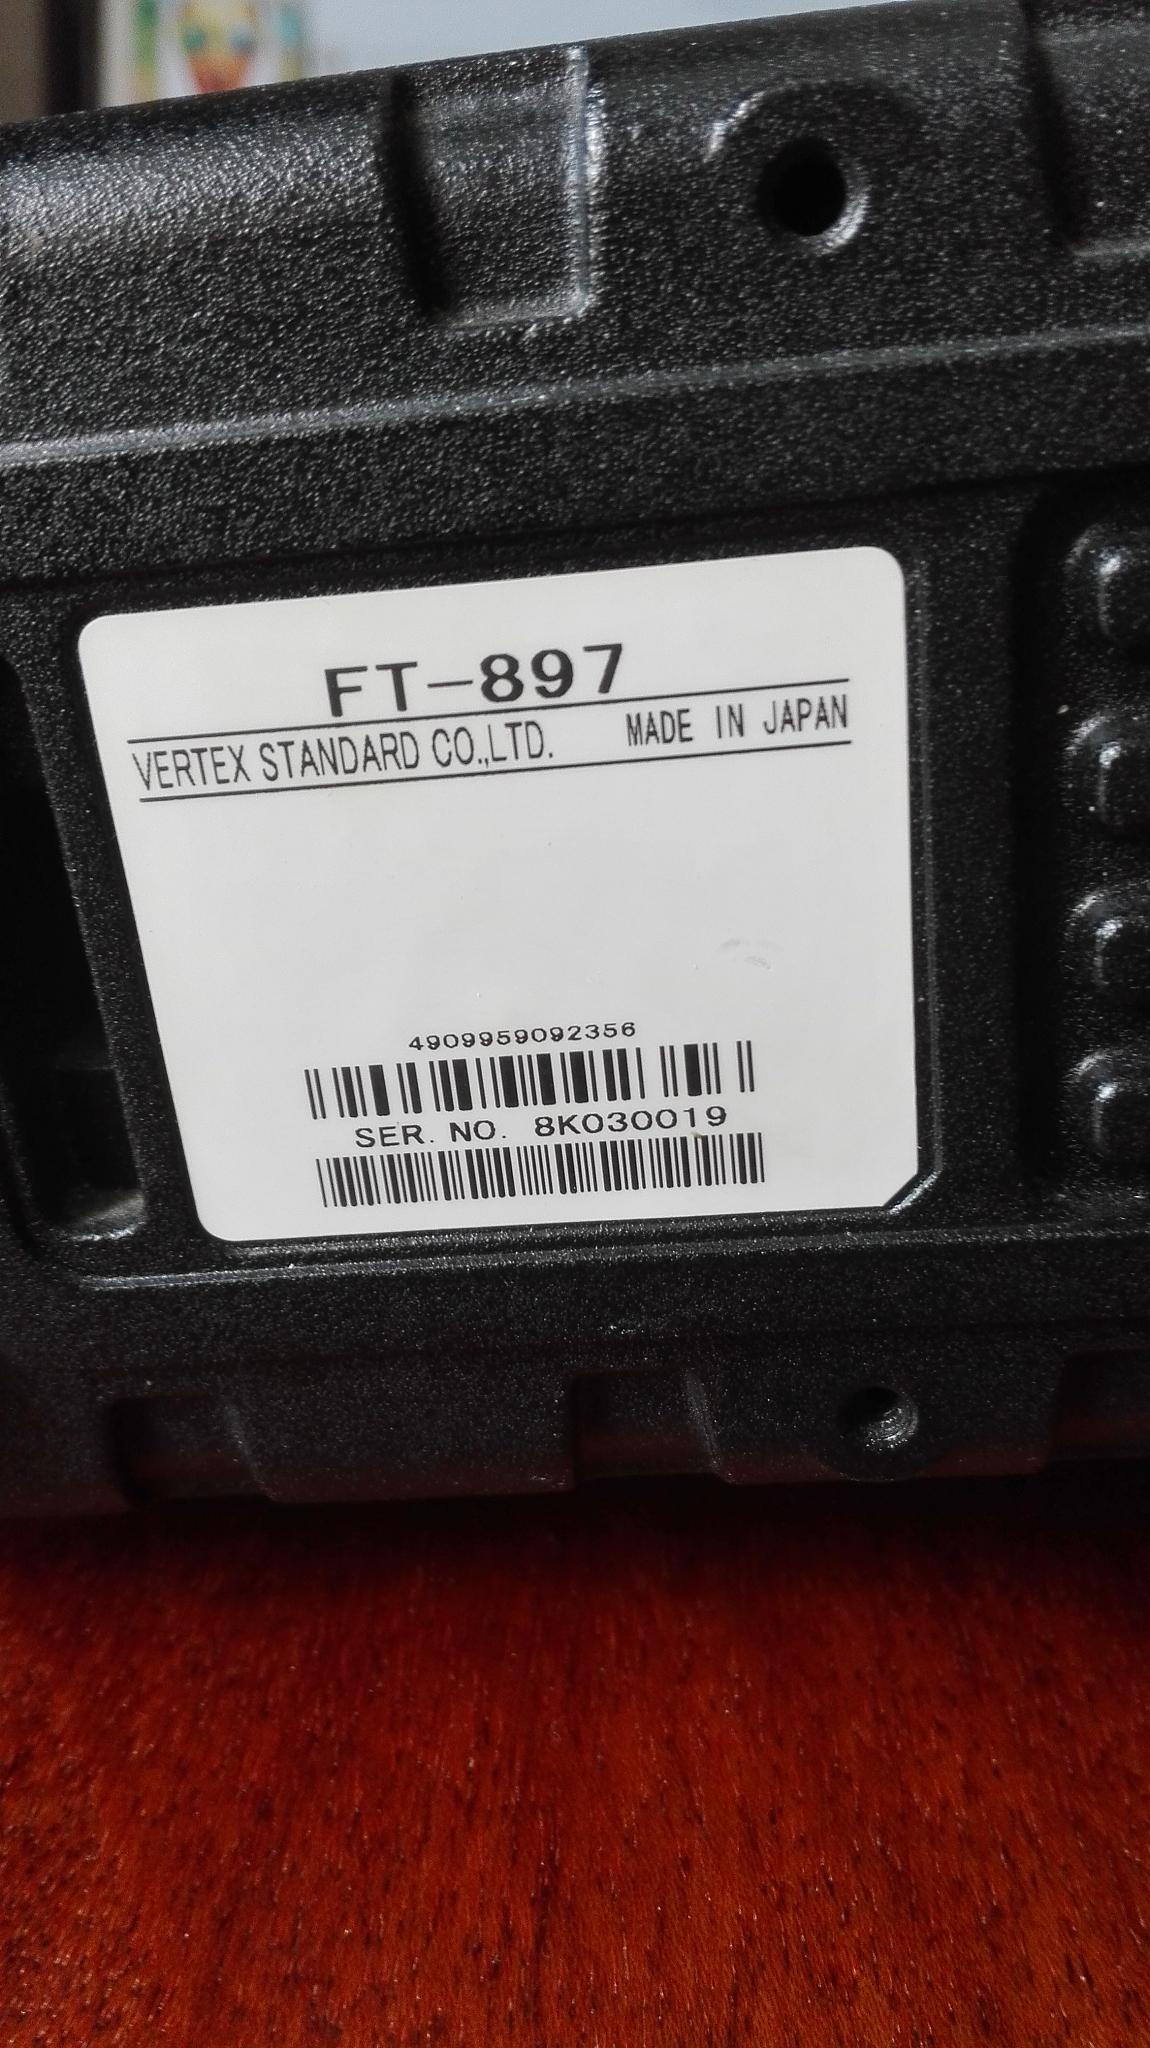 FT-897
VERTEX STANDARD CO.,LTD. MADE IN JAPAN
4909959092356
SER. NO. 8K030019